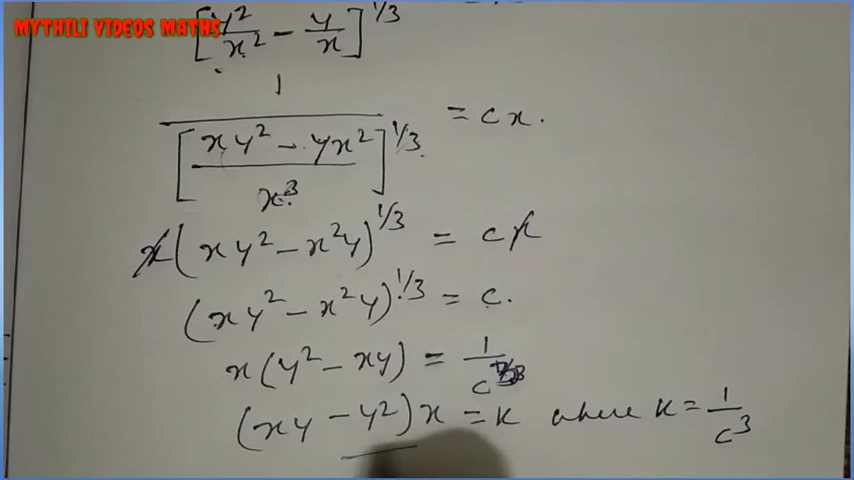 MYTHILI VIDEOS MATHS
[y²/x² - y/x]^1/3
1/[(xy² - yx²)/x³]^1/3 = cx.
x(xy² - x²y)^1/3 = cx
(xy² - x²y)^1/3 = c.
x(y² - xy) = 1/c
(xy - y²)x = k where k = 1/c³